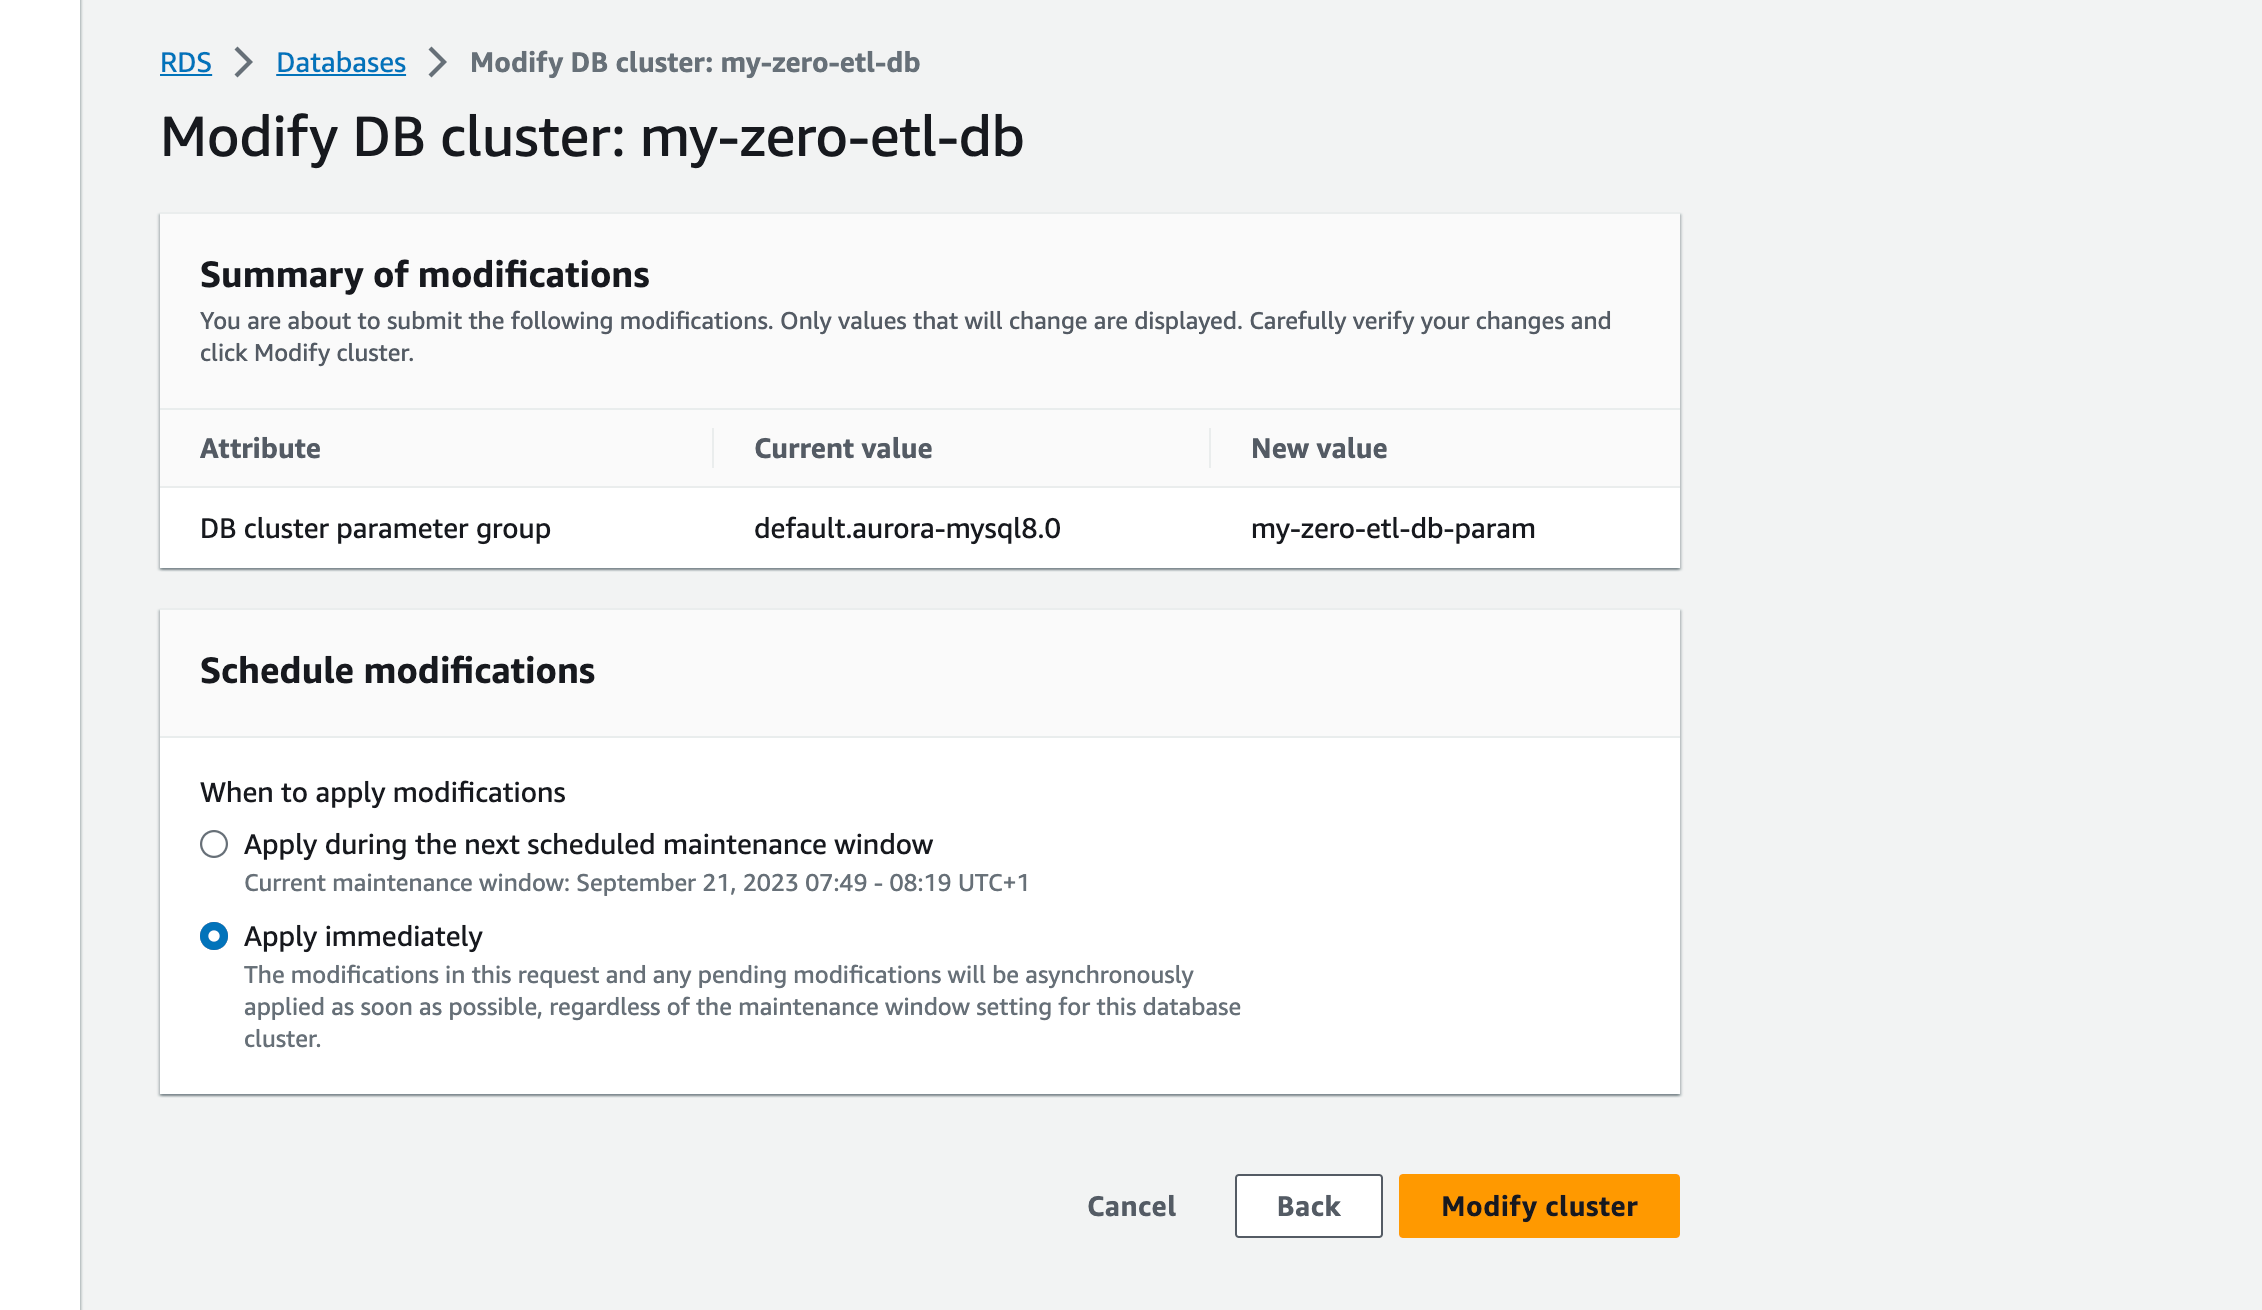 RDS > Databases > Modify DB cluster: my-zero-etl-db
Modify DB cluster: my-zero-etl-db
Summary of modifications
You are about to submit the following modifications. Only values that will change are displayed. Carefully verify your changes and
click Modify cluster.
Attribute Current value New value
DB cluster parameter group default.aurora-mysql8.0 my-zero-etl-db-param
Schedule modifications
When to apply modifications
Apply during the next scheduled maintenance window
Current maintenance window: September 21, 2023 07:49 - 08:19 UTC+1
Apply immediately
The modifications in this request and any pending modifications will be asynchronously
applied as soon as possible, regardless of the maintenance window setting for this database
cluster.
Cancel Back Modify cluster